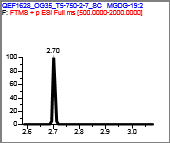 QEF1628_OG35_T5-750-2-7_SC MGDG-19:2
F: FTMS + p ESI Full ms [500.0000-2000.0000]
2.70
100
80
60
40
20
0
2.6 2.7 2.8 2.9 3.0